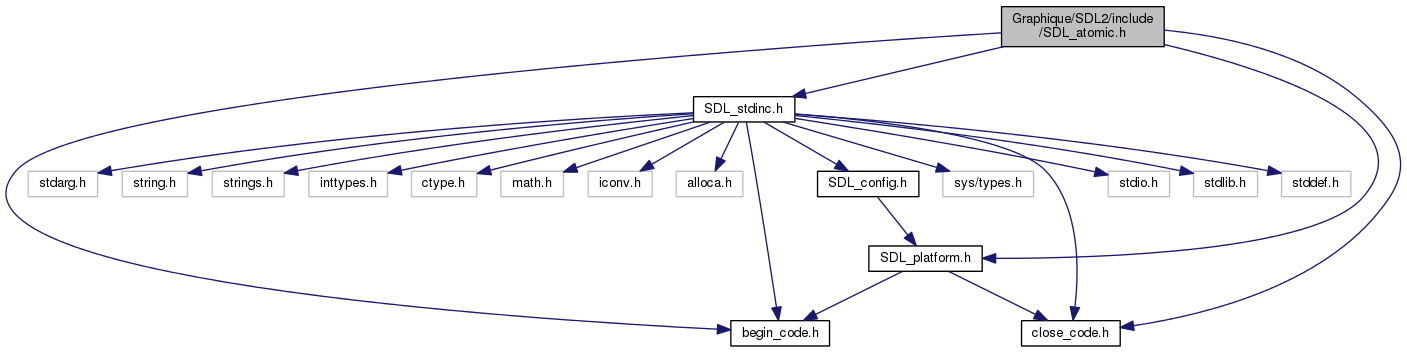 Graphique/SDL2/include
/SDL_atomic.h
SDL_stdinc.h
stdarg.h
string.h
strings.h
inttypes.h
ctype.h
math.h
iconv.h
alloca.h
SDL_config.h
sys/types.h
stdio.h
stdlib.h
stddef.h
SDL_platform.h
begin_code.h
close_code.h